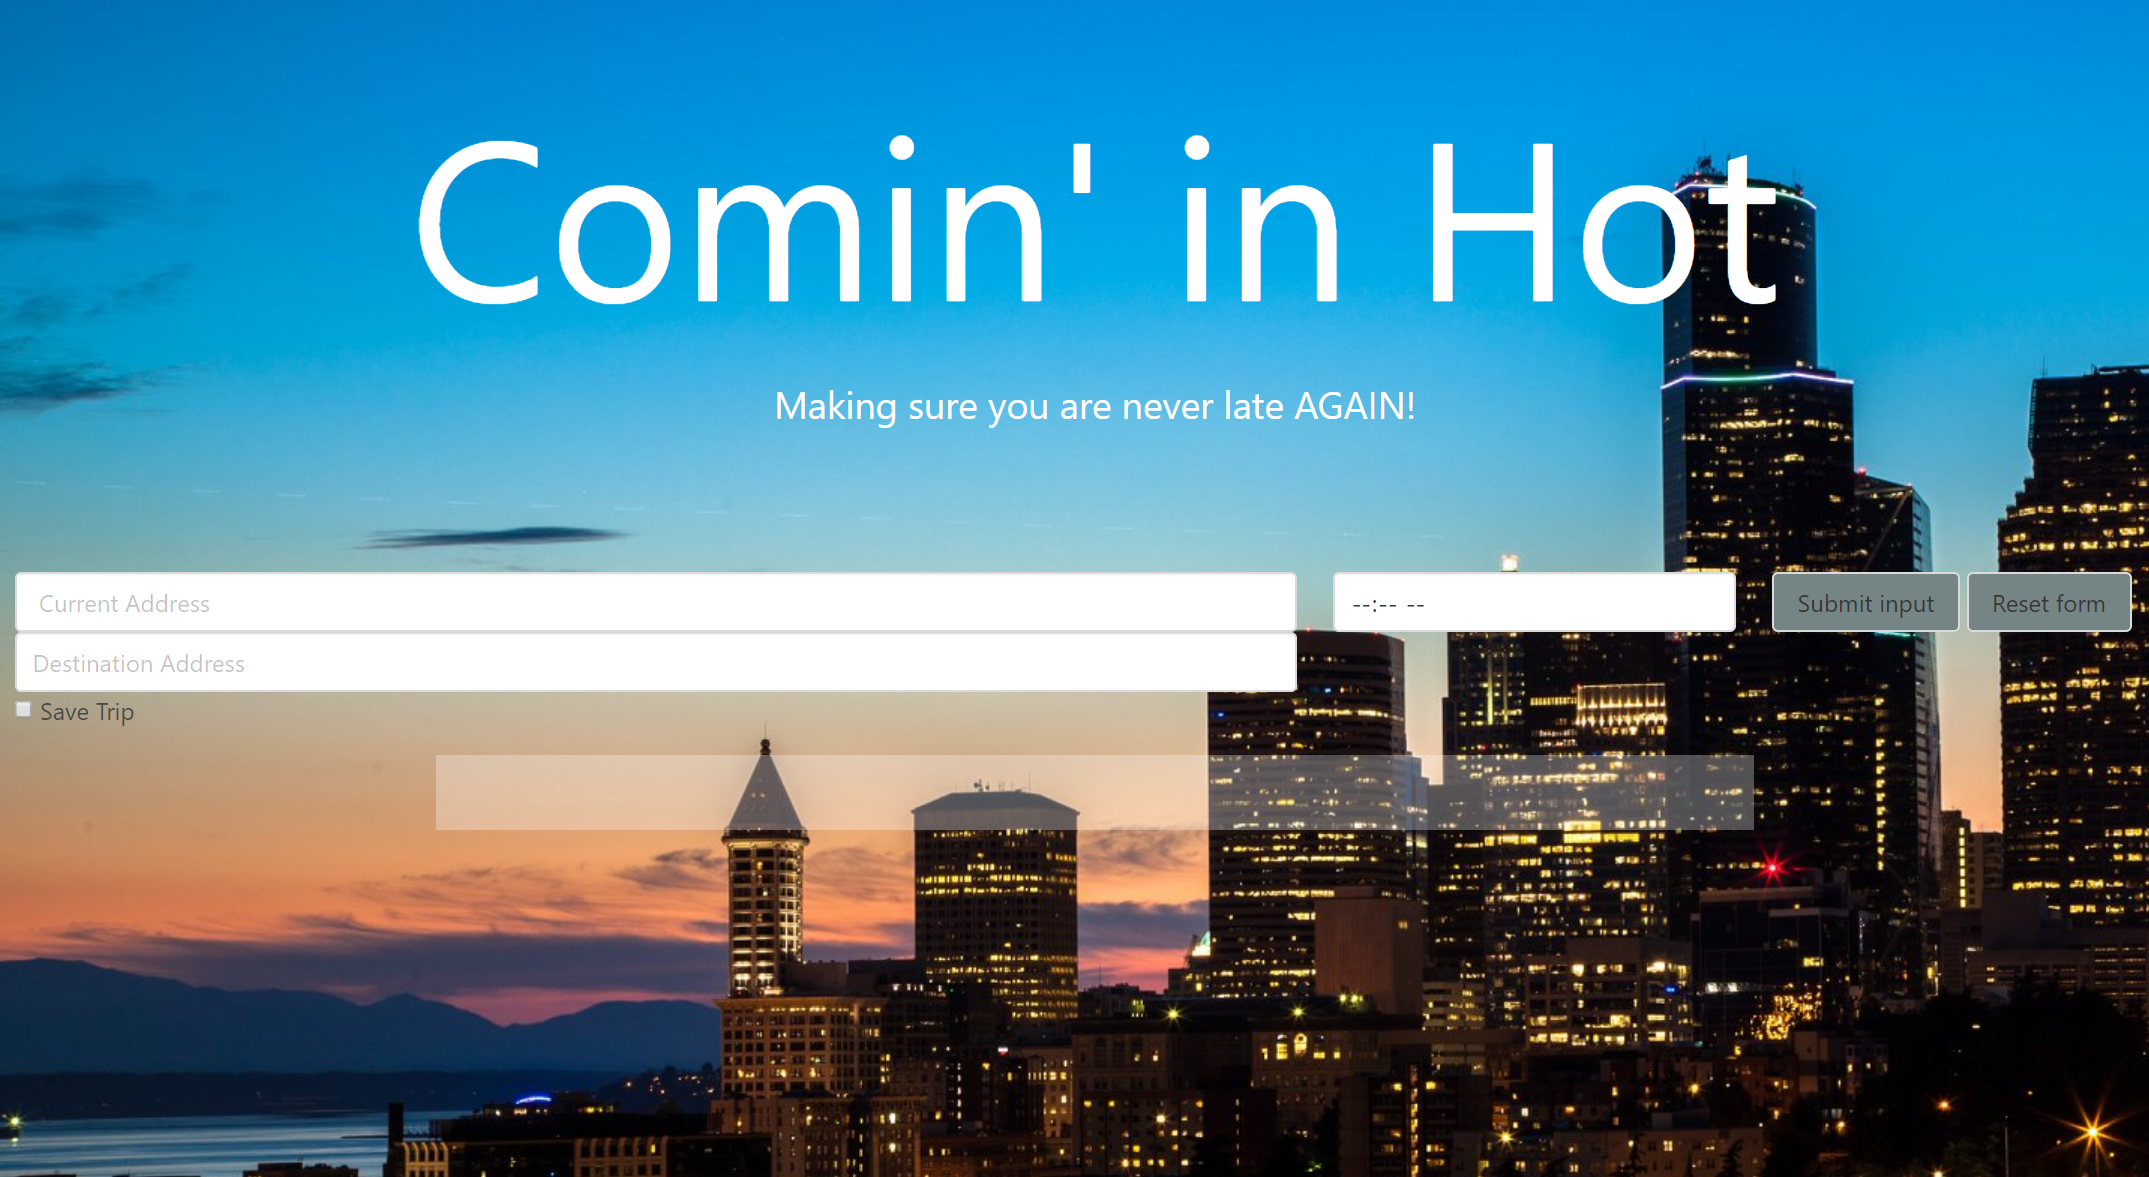 Comin' in Hot
Making sure you are never late AGAIN!
Current Address
--:-- --
Submit input
Reset form
Destination Address
Save Trip